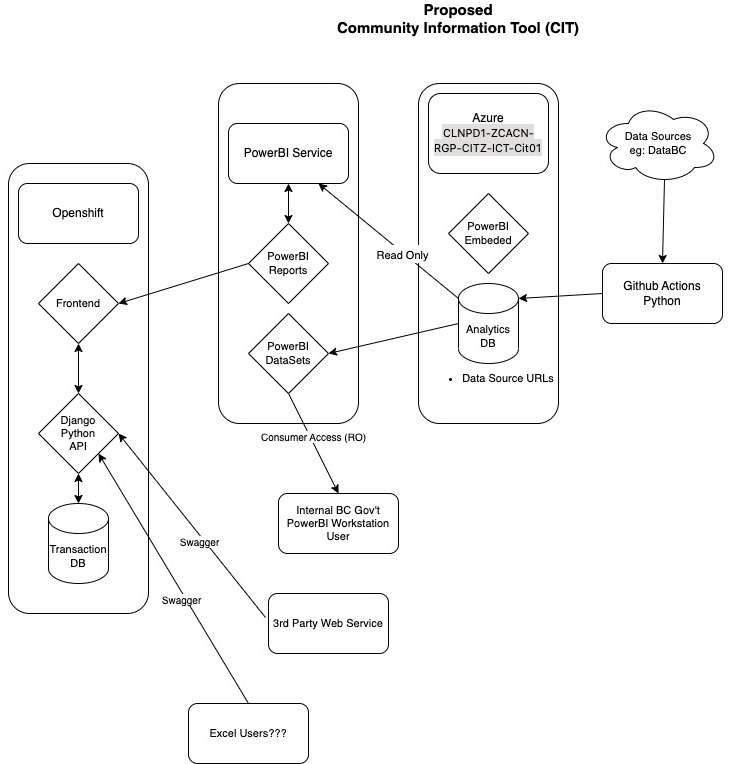 Proposed
Community Information Tool (CIT)
Azure
CLNPD1-ZCACN-
RGP-CITZ-ICT-Cit01
Data Sources
eg: DataBC
PowerBI Service
Openshift
PowerBI
Embeded
Read Only
PowerBI
Reports
Github Actions
Python
Frontend
Analytics
DB
PowerBI
DataSets
• Data Source URLs
Django
Python
API
Consumer Access (RO)
Internal BC Gov't
PowerBI Workstation
User
Transaction
DB
Swagger
Swagger
3rd Party Web Service
Excel Users???